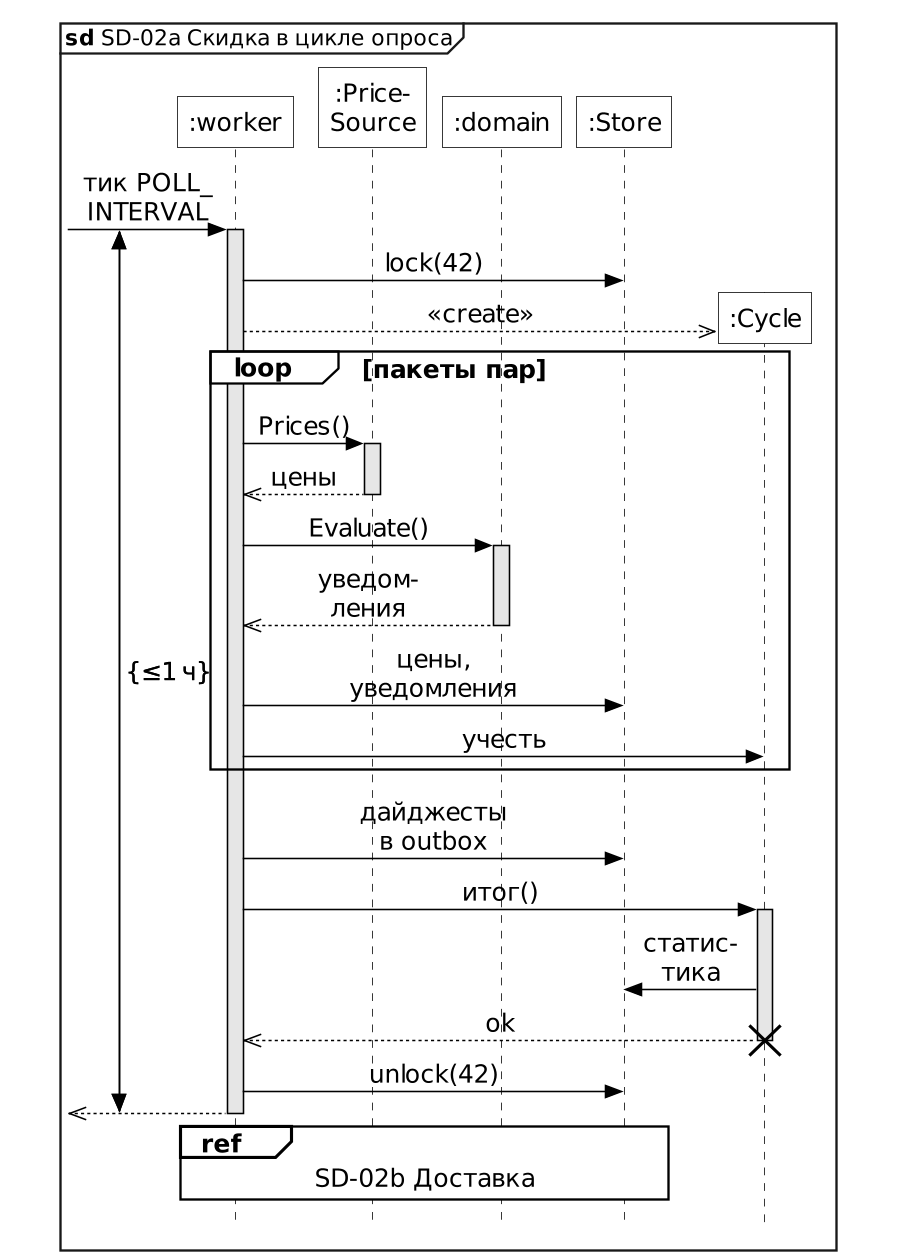 sd SD-02a Скидка в цикле опроса
:Price-
:worker
Source
:domain
:Store
тик POLL_
INTERVAL
lock(42)
«create»
:Cycle
loop
[пакеты пар]
Prices()
цены
Evaluate()
уведом-
ления
{≤1 ч}
цены,
уведомления
учесть
дайджесты
в outbox
итог()
статис-
тика
ok
unlock(42)
ref
SD-02b Доставка